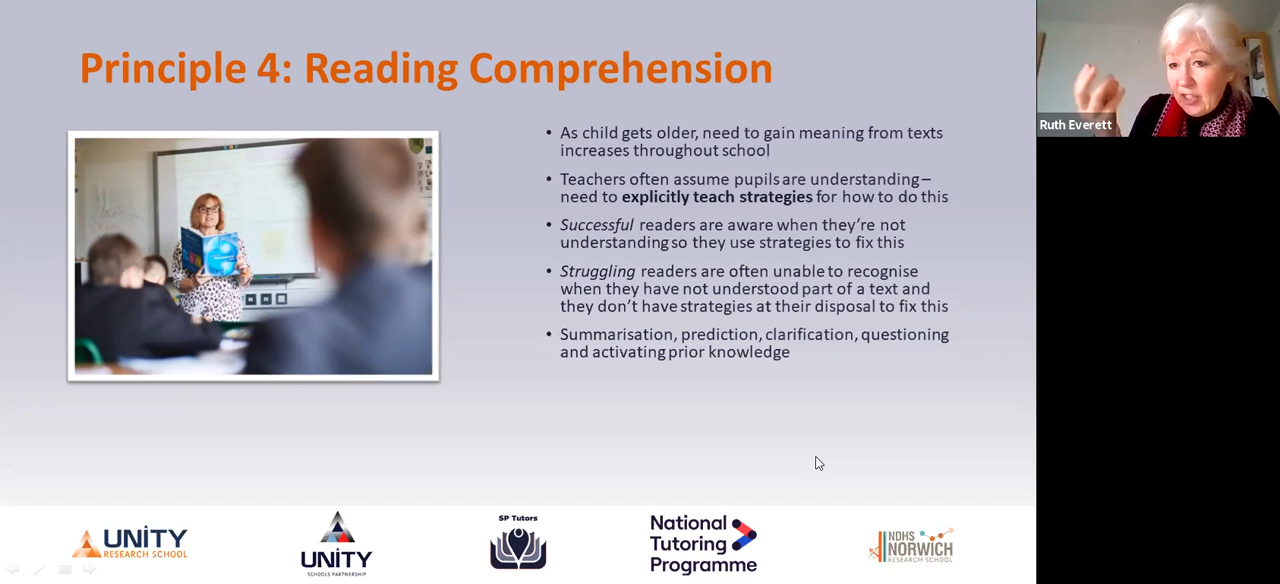 Principle 4: Reading Comprehension
• As child gets older, need to gain meaning from texts
increases throughout school
• Teachers often assume pupils are understanding –
need to explicitly teach strategies for how to do this
• Successful readers are aware when they’re not
understanding so they use strategies to fix this
• Struggling readers are often unable to recognise
when they have not understood part of a text and
they don’t have strategies at their disposal to fix this
• Summarisation, prediction, clarification, questioning
and activating prior knowledge
Ruth Everett
UNITY
RESEARCH SCHOOL
UNITY
SCHOOLS PARTNERSHIP
SP Tutors
National
Tutoring
Programme
NDHS
NORWICH
RESEARCH SCHOOL